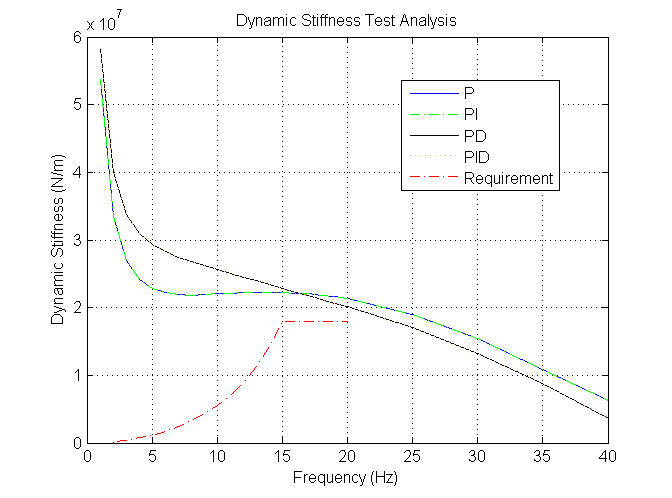 Dynamic Stiffness Test Analysis
x 10^7
6
5
4
3
2
1
0
Dynamic Stiffness (N/m)
P
PI
PD
PID
Requirement
0 5 10 15 20 25 30 35 40
Frequency (Hz)